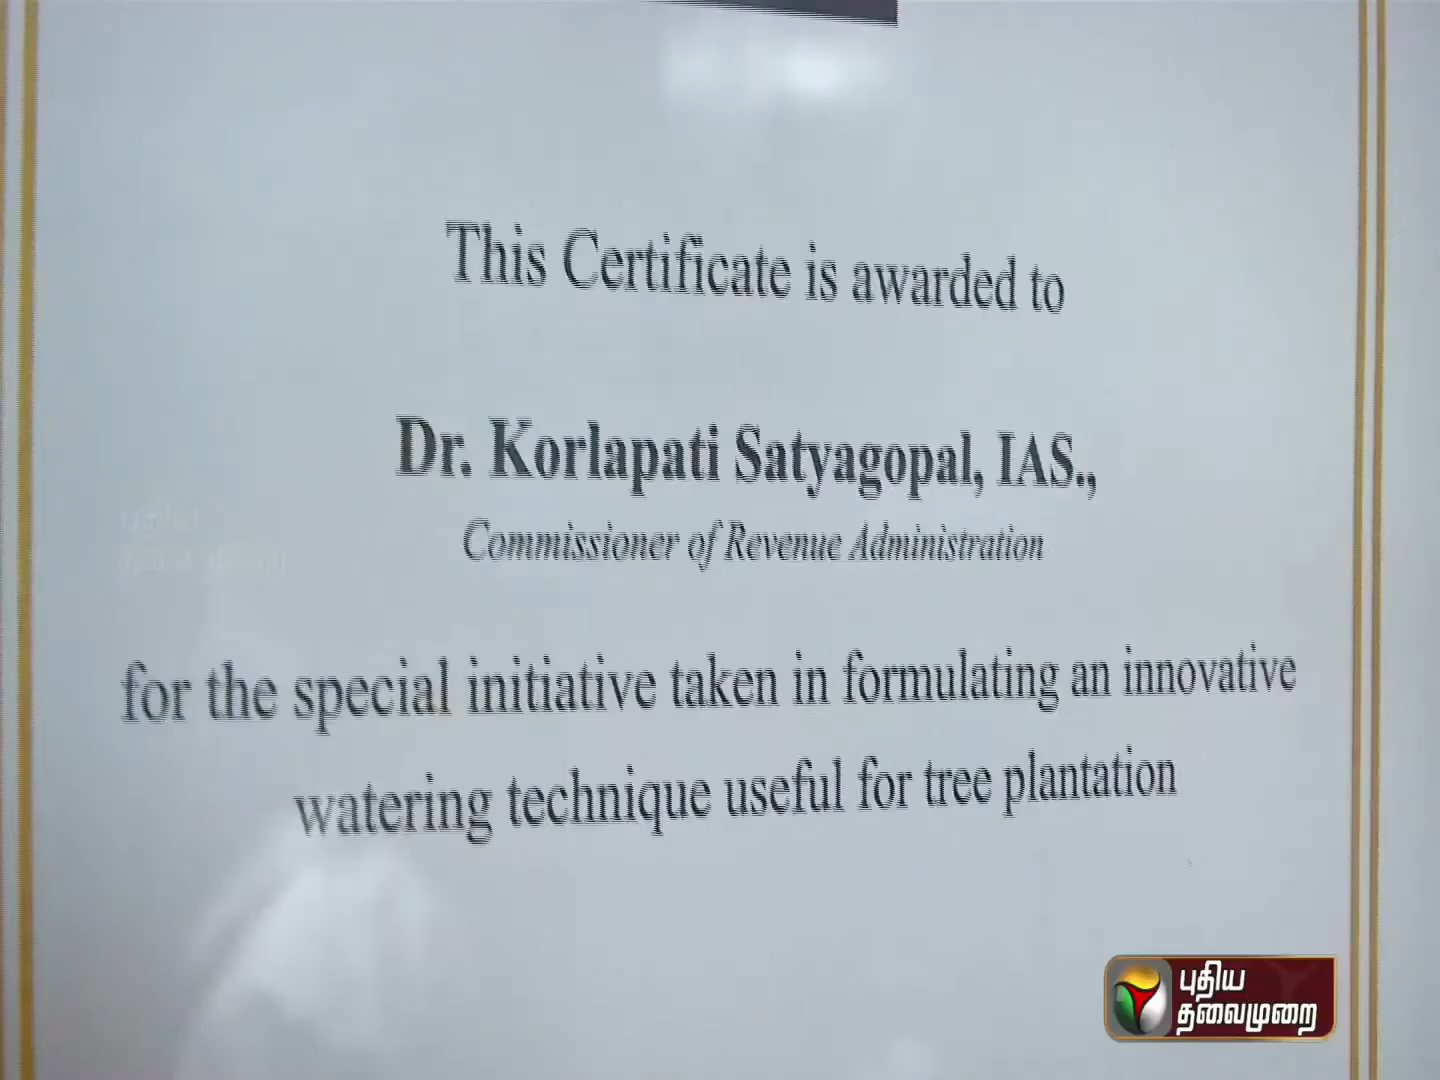 This Certificate is awarded to
Dr. Korlapati Satyagopal, IAS.,
Commissioner of Revenue Administration
for the special initiative taken in formulating an innovative
watering technique useful for tree plantation
புதிய
தலைமுறை